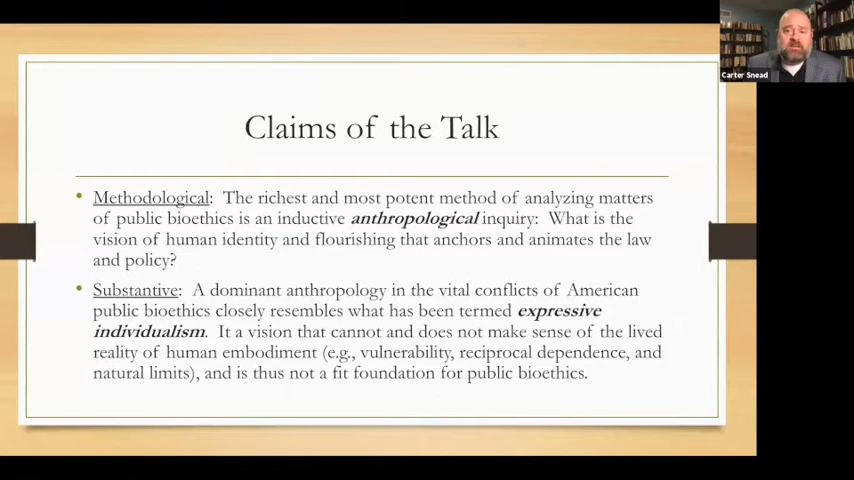 Carter Snead
Claims of the Talk
• Methodological: The richest and most potent method of analyzing matters
of public bioethics is an inductive anthropological inquiry: What is the
vision of human identity and flourishing that anchors and animates the law
and policy?
• Substantive: A dominant anthropology in the vital conflicts of American
public bioethics closely resembles what has been termed expressive
individualism. It a vision that cannot and does not make sense of the lived
reality of human embodiment (e.g., vulnerability, reciprocal dependence, and
natural limits), and is thus not a fit foundation for public bioethics.